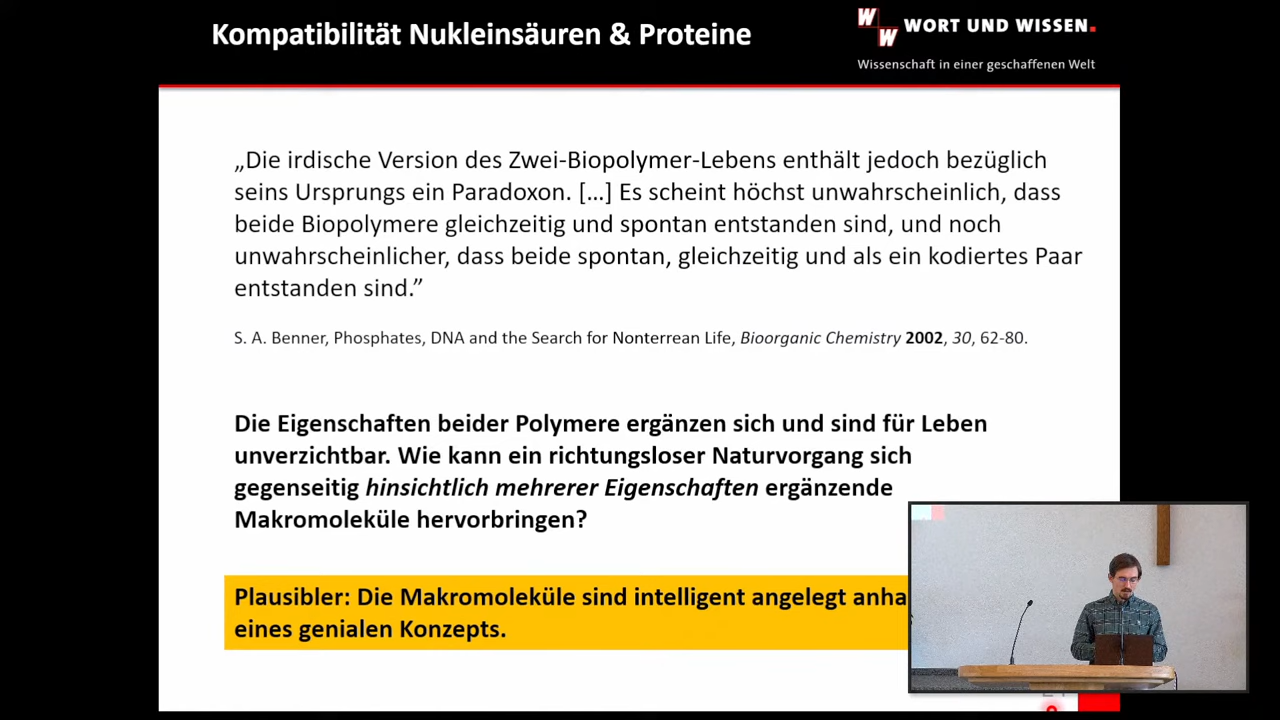 Kompatibilität Nukleinsäuren & Proteine
WW WORT UND WISSEN.
Wissenschaft in einer geschaffenen Welt
„Die irdische Version des Zwei-Biopolymer-Lebens enthält jedoch bezüglich
seins Ursprungs ein Paradoxon. […] Es scheint höchst unwahrscheinlich, dass
beide Biopolymere gleichzeitig und spontan entstanden sind, und noch
unwahrscheinlicher, dass beide spontan, gleichzeitig und als ein kodiertes Paar
entstanden sind.”
S. A. Benner, Phosphates, DNA and the Search for Nonterrean Life, Bioorganic Chemistry 2002, 30, 62-80.
Die Eigenschaften beider Polymere ergänzen sich und sind für Leben
unverzichtbar. Wie kann ein richtungsloser Naturvorgang sich
gegenseitig hinsichtlich mehrerer Eigenschaften ergänzende
Makromoleküle hervorbringen?
Plausibler: Die Makromoleküle sind intelligent angelegt anha
eines genialen Konzepts.